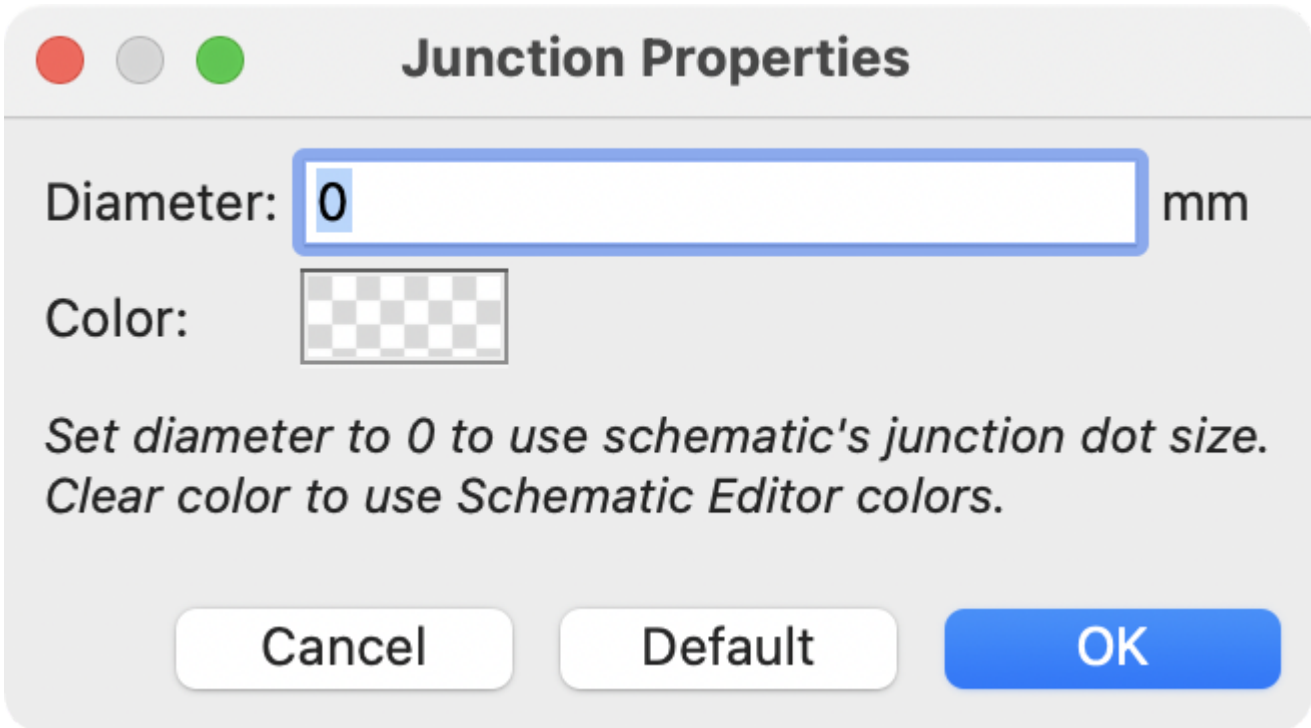 Junction Properties
Diameter: 0 mm
Color:
Set diameter to 0 to use schematic's junction dot size.
Clear color to use Schematic Editor colors.
Cancel Default OK